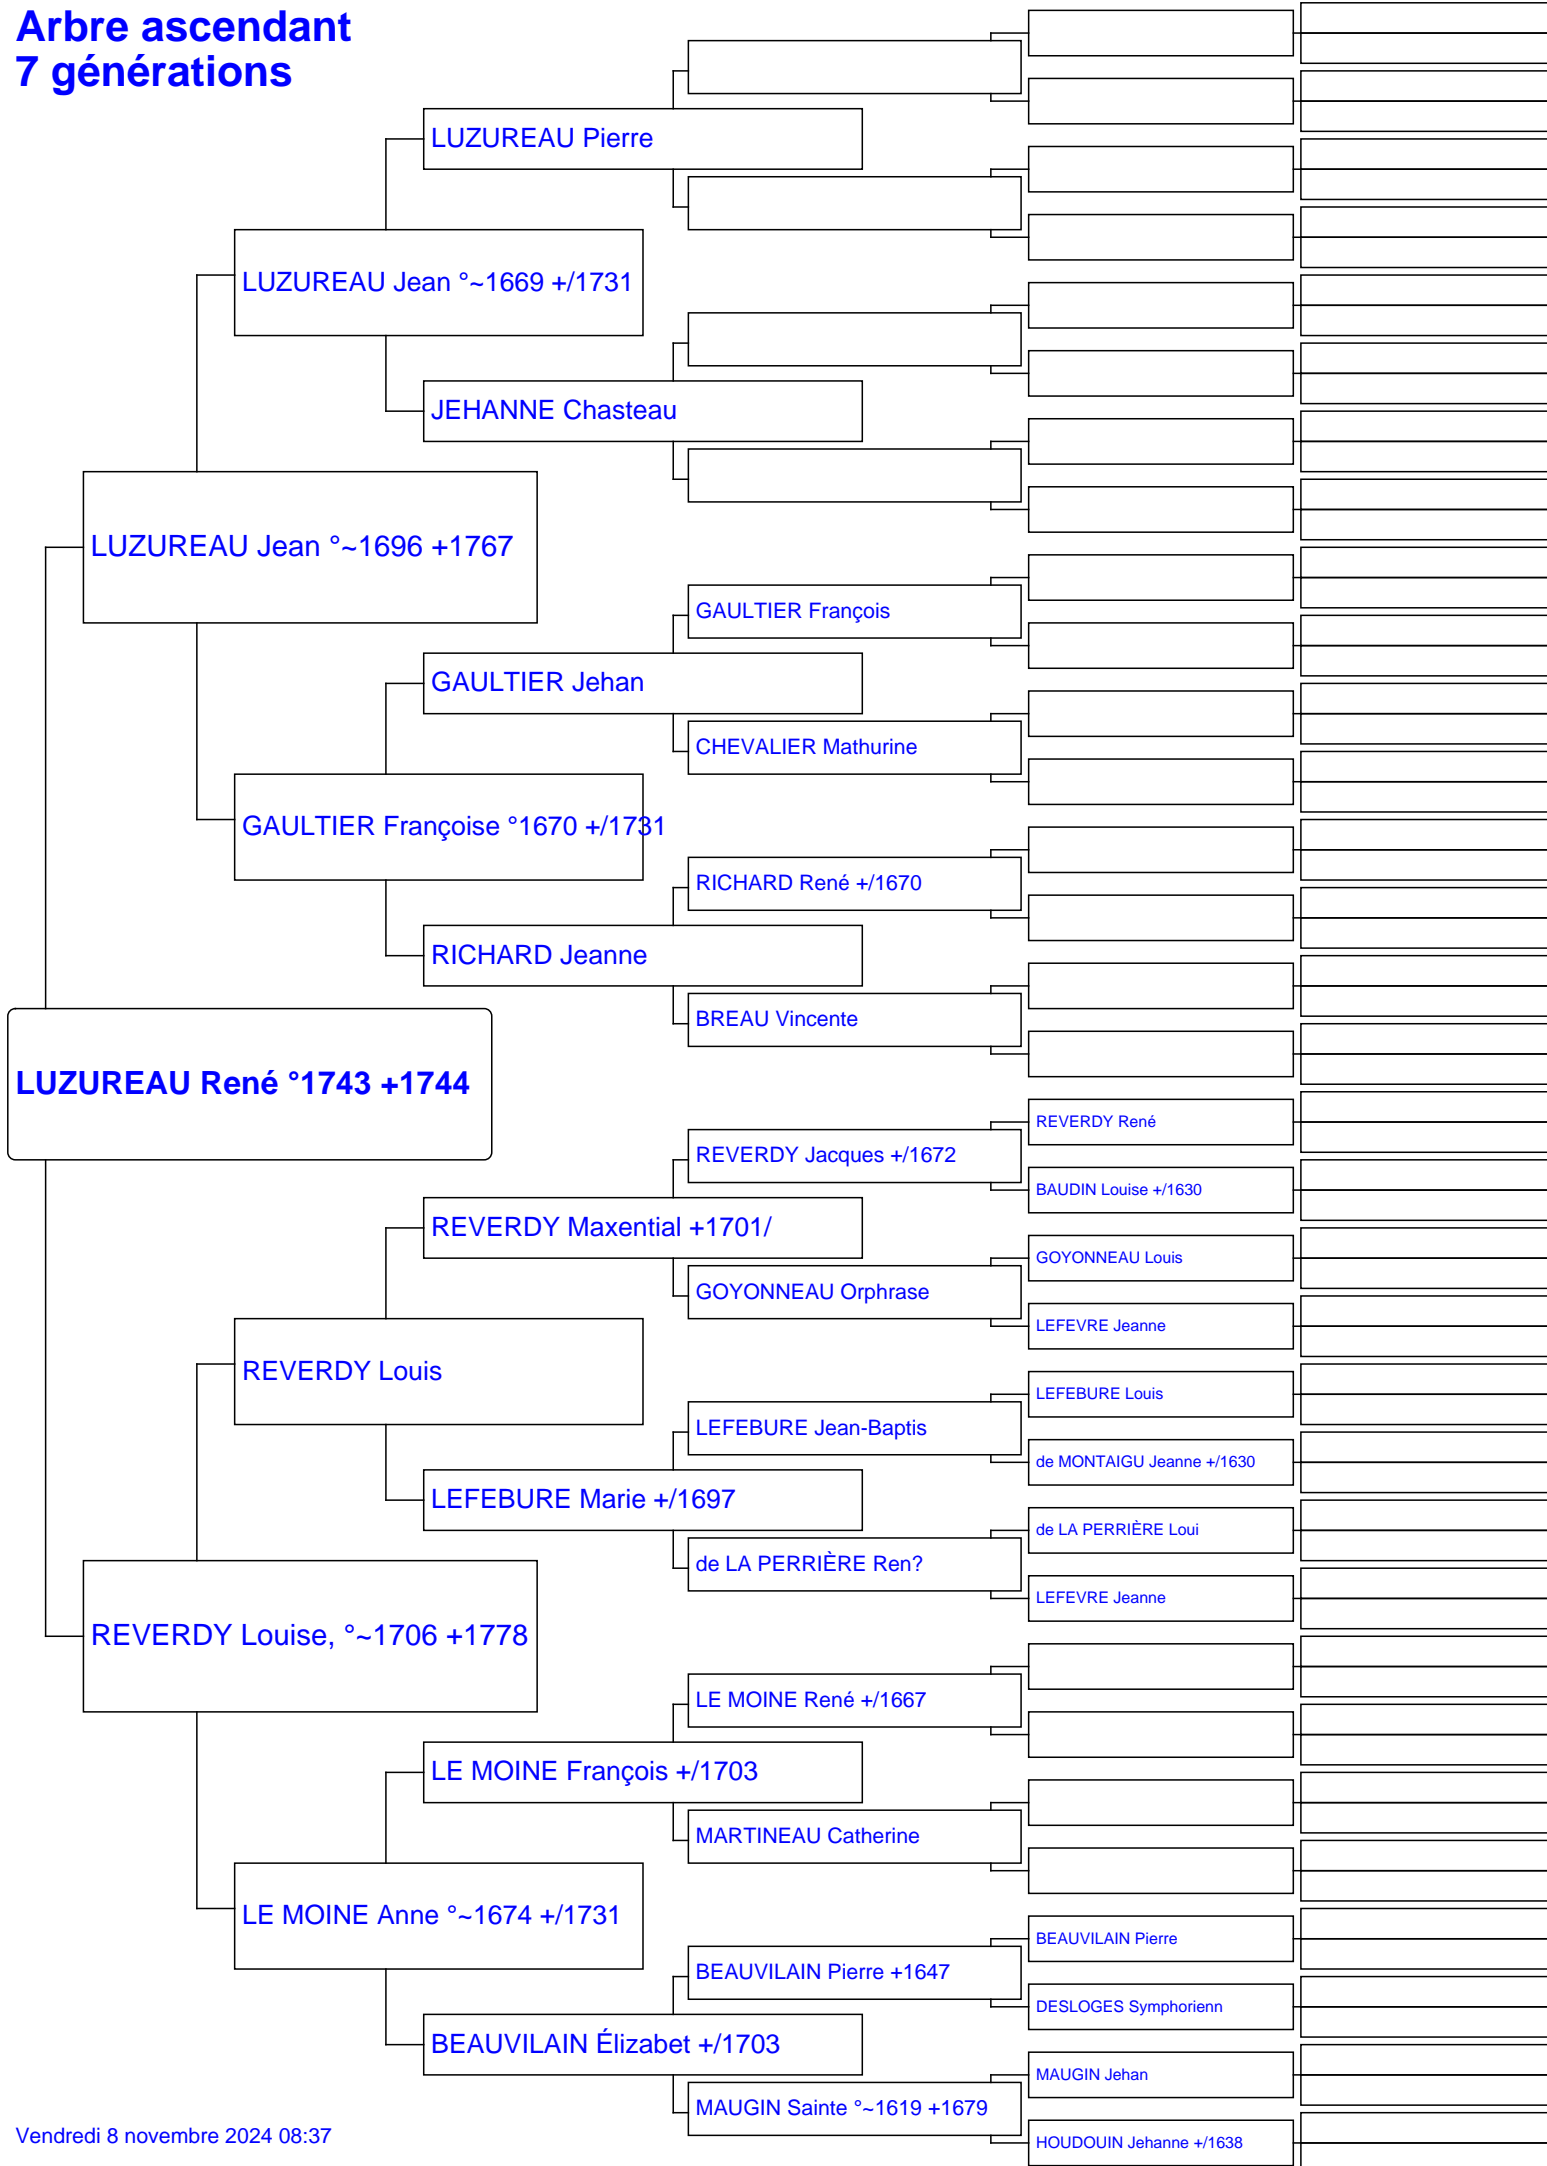 Arbre ascendant
7 générations
LUZUREAU Pierre
LUZUREAU Jean °~1669 +/1731
JEHANNE Chasteau
LUZUREAU Jean °~1696 +1767
GAULTIER François
GAULTIER Jehan
CHEVALIER Mathurine
GAULTIER Françoise °1670 +/1731
RICHARD René +/1670
RICHARD Jeanne
BREAU Vincente
LUZUREAU René °1743 +1744
REVERDY René
REVERDY Jacques +/1672
BAUDIN Louise +/1630
REVERDY Maxential +1701/
GOYONNEAU Louis
GOYONNEAU Orphrase
LEFEVRE Jeanne
REVERDY Louis
LEFEBURE Louis
LEFEBURE Jean-Baptis
de MONTAIGU Jeanne +/1630
LEFEBURE Marie +/1697
de LA PERRIÈRE Loui
de LA PERRIÈRE Ren?
LEFEVRE Jeanne
REVERDY Louise, °~1706 +1778
LE MOINE René +/1667
LE MOINE François +/1703
MARTINEAU Catherine
LE MOINE Anne °~1674 +/1731
BEAUVILAIN Pierre
BEAUVILAIN Pierre +1647
DESLOGES Symphorienn
BEAUVILAIN Élizabet +/1703
MAUGIN Jehan
MAUGIN Sainte °~1619 +1679
HOUDOUIN Jehanne +/1638
Vendredi 8 novembre 2024 08:37